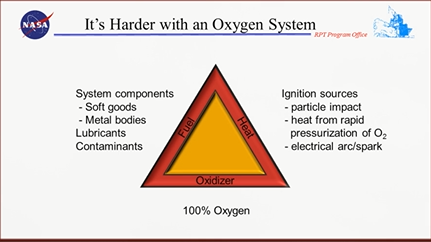 NASA
It's Harder with an Oxygen System
RPT Program Office
System components
- Soft goods
- Metal bodies
Lubricants
Contaminants
Fuel
Heat
Oxidizer
Ignition sources
- particle impact
- heat from rapid
pressurization of O₂
- electrical arc/spark
100% Oxygen